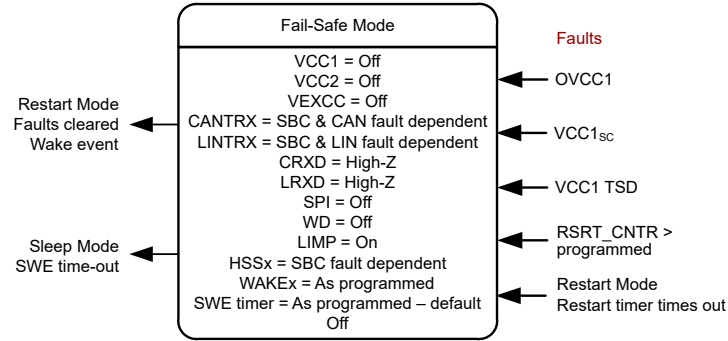 Fail-Safe Mode
VCC1 = Off
VCC2 = Off
VEXCC = Off
CANTRX = SBC & CAN fault dependent
LINTRX = SBC & LIN fault dependent
CRXD = High-Z
LRXD = High-Z
SPI = Off
WD = Off
LIMP = On
HSSx = SBC fault dependent
WAKEx = As programmed
SWE timer = As programmed – default
Off
Restart Mode
Faults cleared
Wake event
Sleep Mode
SWE time-out
Faults
OVCC1
VCC1SC
VCC1 TSD
RSRT_CNTR >
programmed
Restart Mode
Restart timer times out